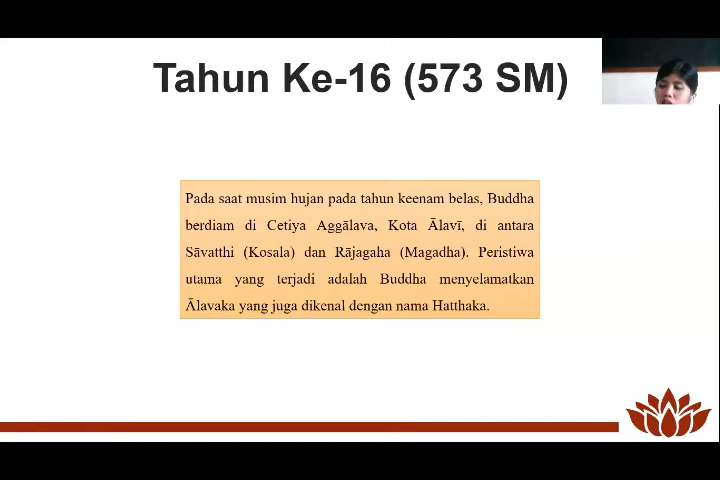 Tahun Ke-16 (573 SM)
Pada saat musim hujan pada tahun keenam belas, Buddha
berdiam di Cetiya Aggālava, Kota Ālavī, di antara
Sāvatthi (Kosala) dan Rājagaha (Magadha). Peristiwa
utama yang terjadi adalah Buddha menyelamatkan
Ālavaka yang juga dikenal dengan nama Hatthaka.